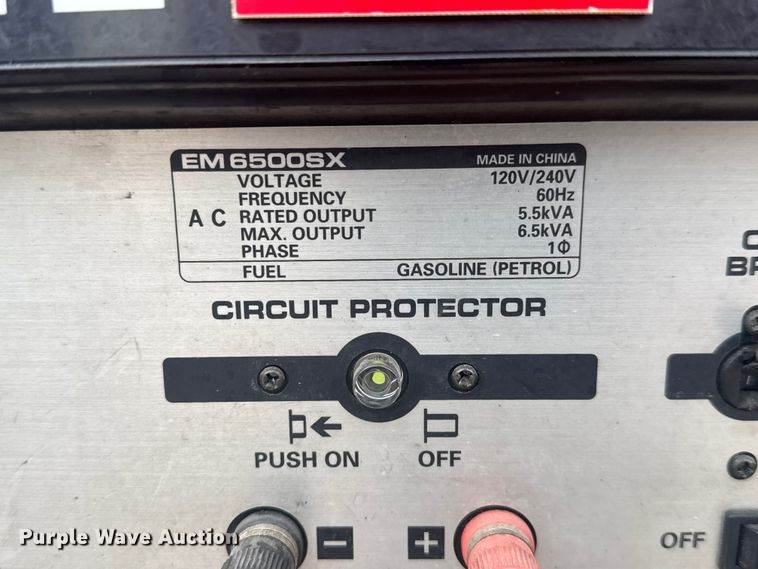 EM6500SX MADE IN CHINA
VOLTAGE 120V/240V
FREQUENCY 60Hz
AC RATED OUTPUT 5.5kVA
MAX. OUTPUT 6.5kVA
PHASE 1Φ
FUEL GASOLINE (PETROL)
CIRCUIT PROTECTOR
PUSH ON OFF
- +
OFF
Purple Wave Auction